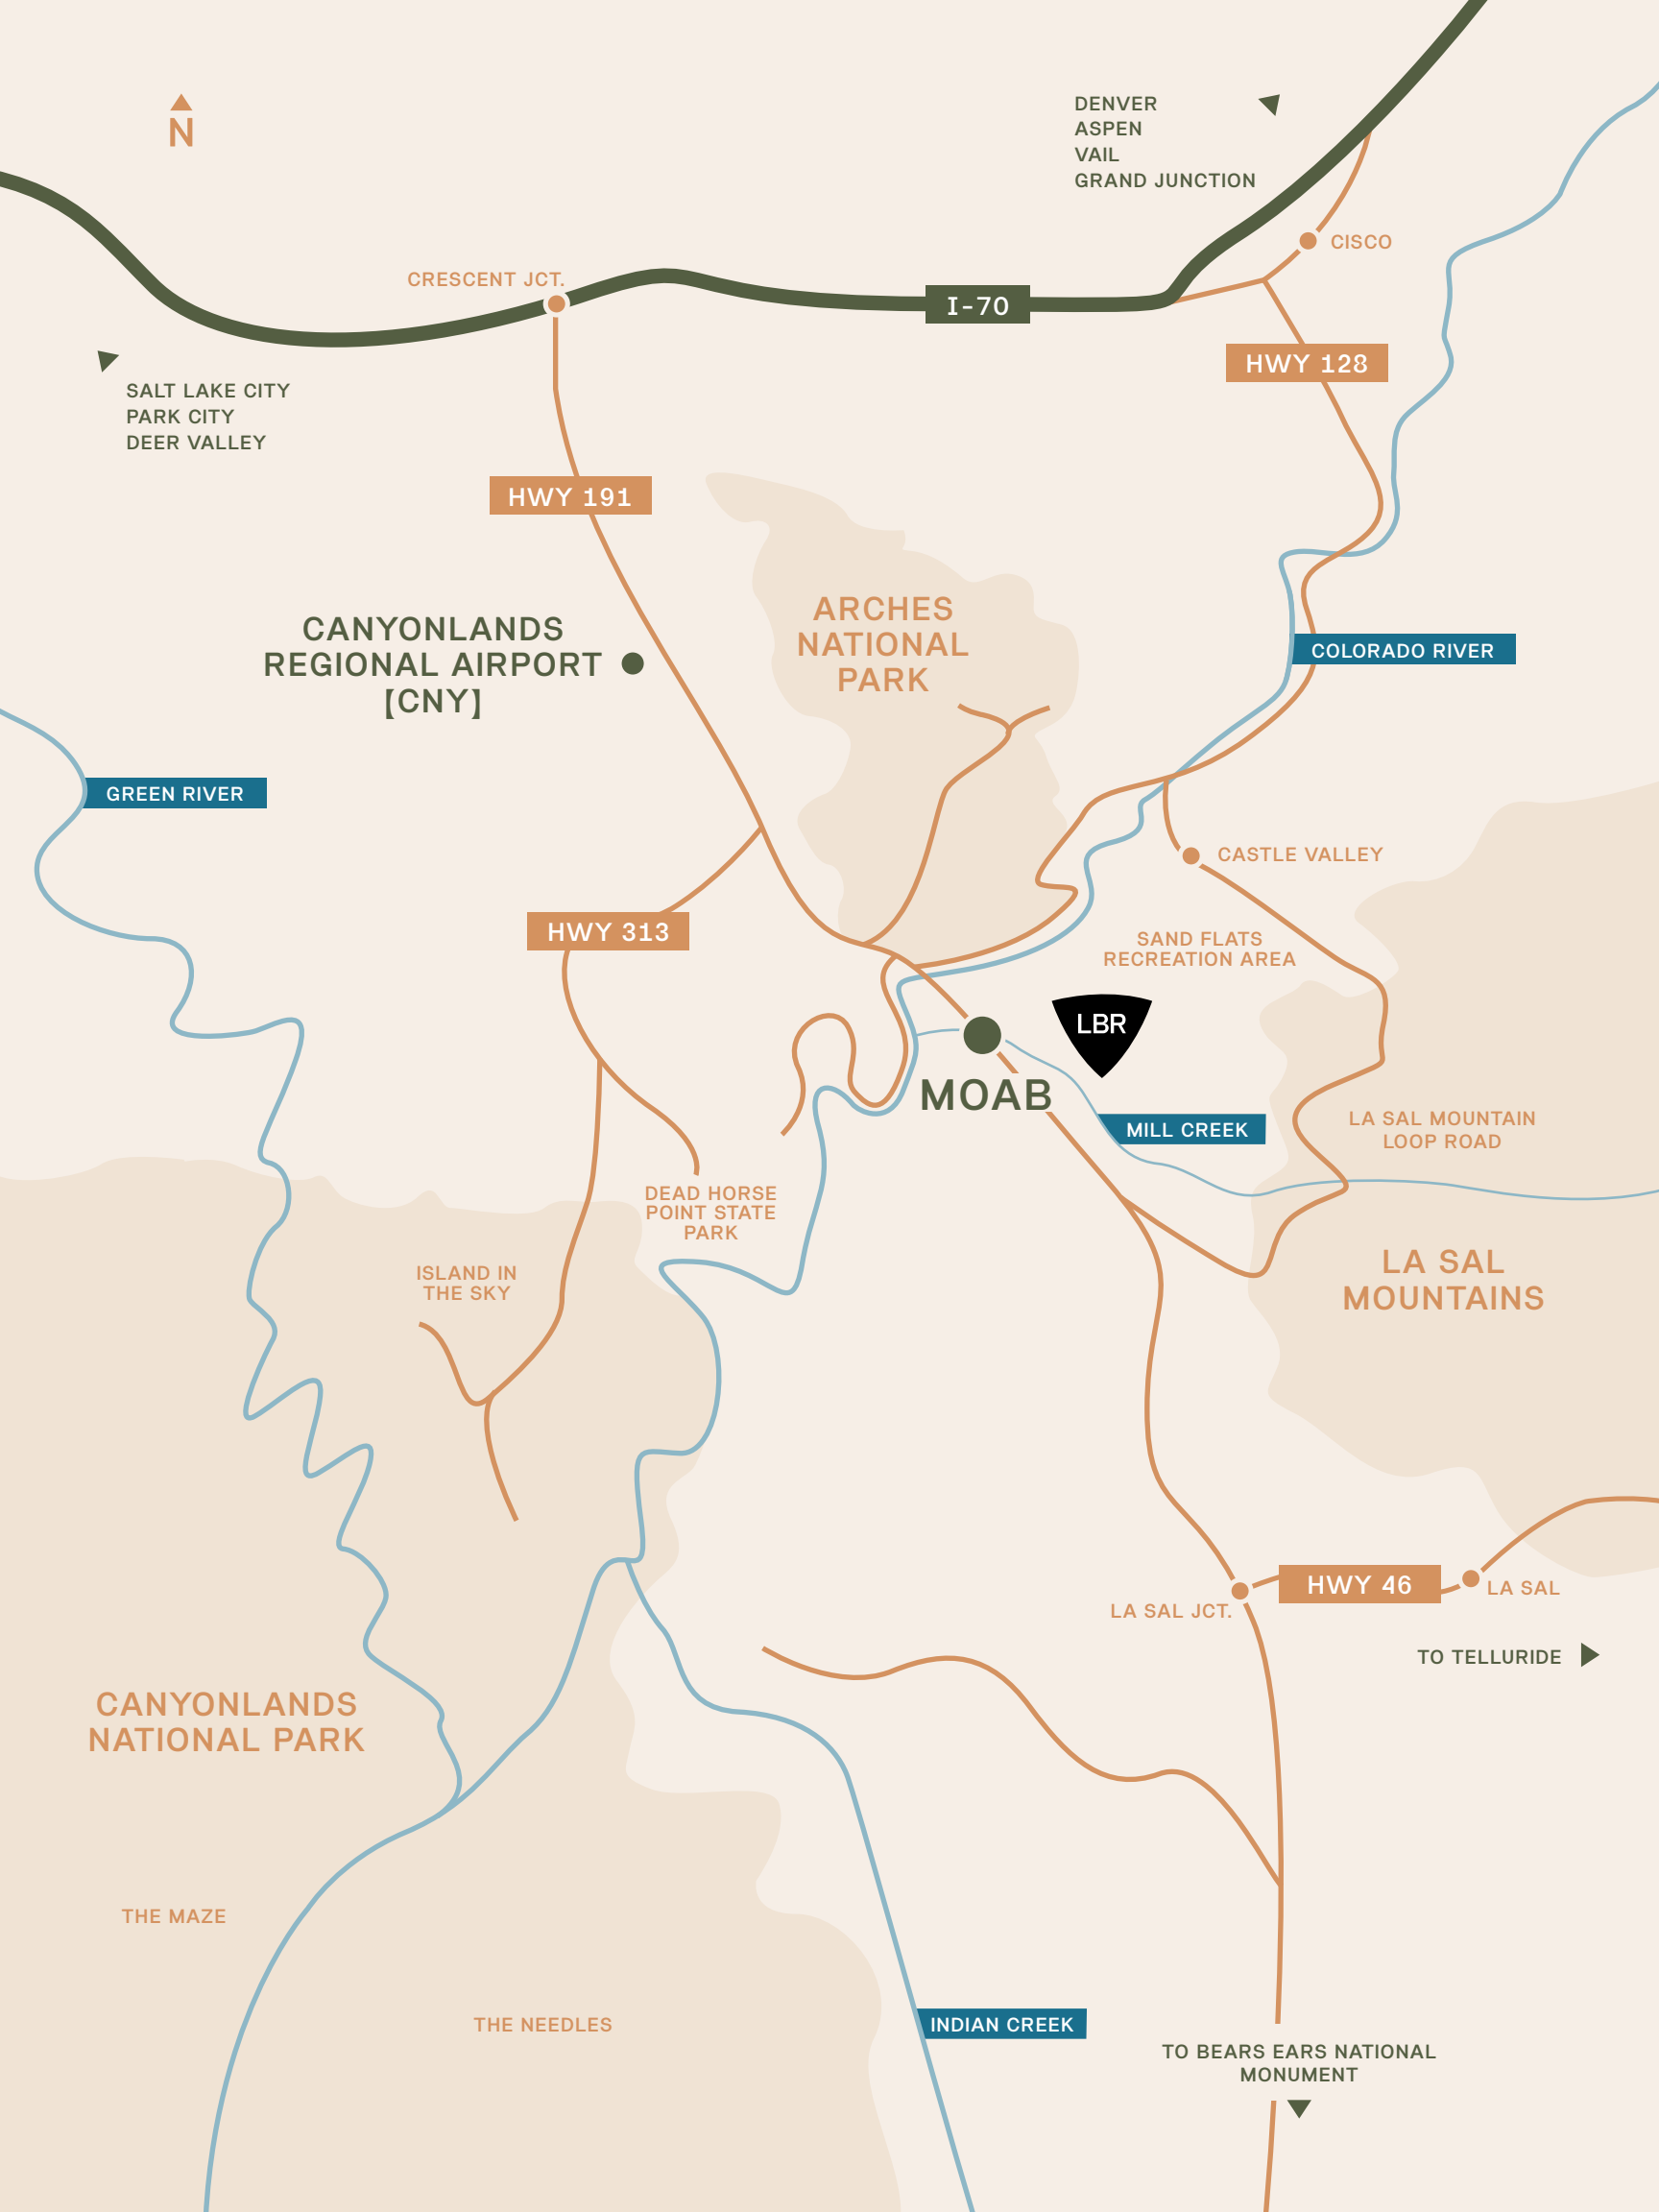 N
DENVER
ASPEN
VAIL
GRAND JUNCTION
CISCO
CRESCENT JCT.
I-70
HWY 128
SALT LAKE CITY
PARK CITY
DEER VALLEY
HWY 191
ARCHES
NATIONAL
PARK
CANYONLANDS
REGIONAL AIRPORT
[CNY]
COLORADO RIVER
GREEN RIVER
CASTLE VALLEY
HWY 313
SAND FLATS
RECREATION AREA
LBR
MOAB
MILL CREEK
LA SAL MOUNTAIN
LOOP ROAD
DEAD HORSE
POINT STATE
PARK
ISLAND IN
THE SKY
LA SAL
MOUNTAINS
HWY 46
LA SAL
LA SAL JCT.
TO TELLURIDE
CANYONLANDS
NATIONAL PARK
THE MAZE
THE NEEDLES
INDIAN CREEK
TO BEARS EARS NATIONAL
MONUMENT